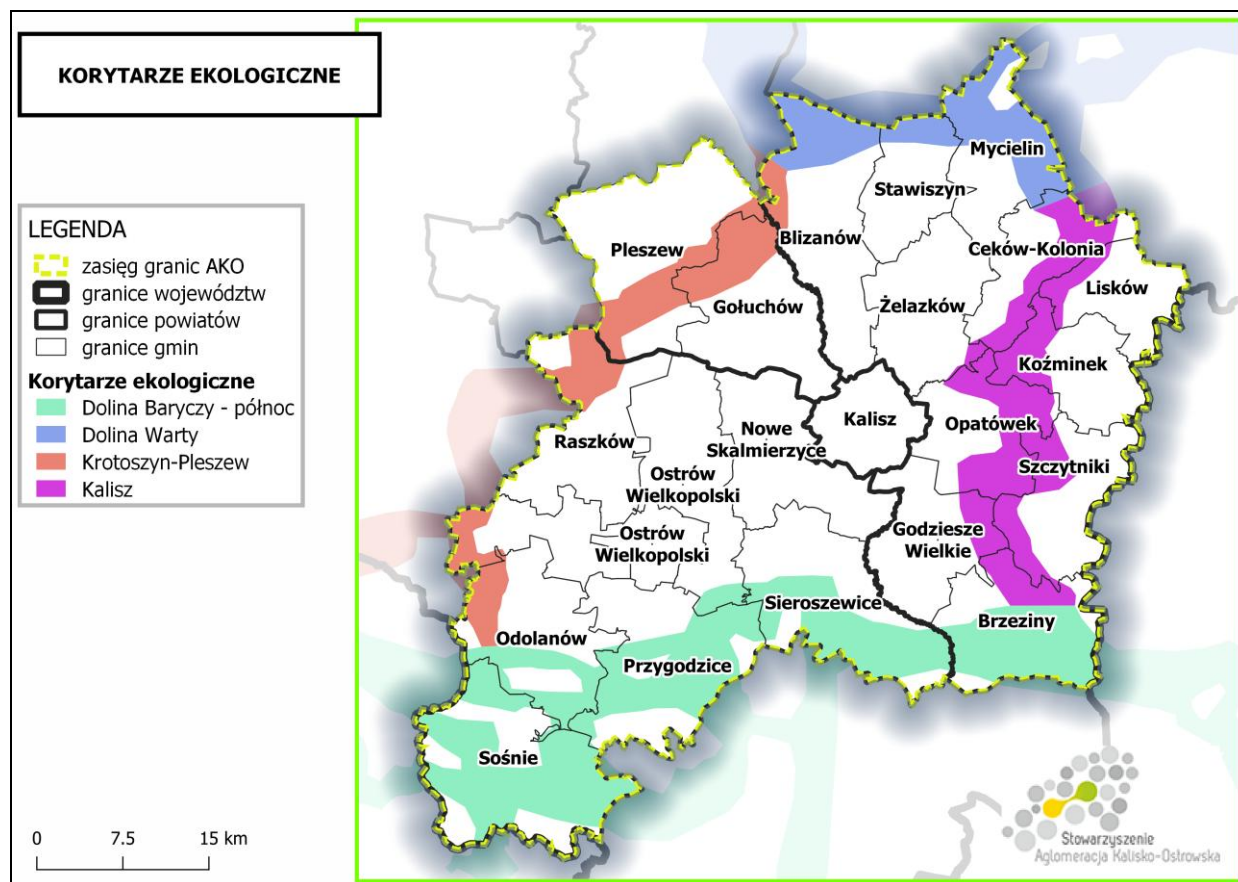 KORYTARZE EKOLOGICZNE
LEGENDA
zasięg granic AKO
granice województw
granice powiatów
granice gmin
Korytarze ekologiczne
Dolina Baryczy - północ
Dolina Warty
Krotoszyn-Pleszew
Kalisz
0 7.5 15 km
Mycielin
Stawiszyn
Blizanów
Pleszew
Ceków-Kolonia
Lisków
Gołuchów
Żelazków
Koźminek
Kalisz
Opatówek
Nowe
Skalmierzyce
Raszków
Szczytniki
Ostrów
Wielkopolski
Godziesze
Wielkie
Ostrów
Wielkopolski
Sieroszewice
Brzeziny
Odolanów
Przygodzice
Sośnie
Stowarzyszenie
Aglomeracja Kalisko-Ostrowska